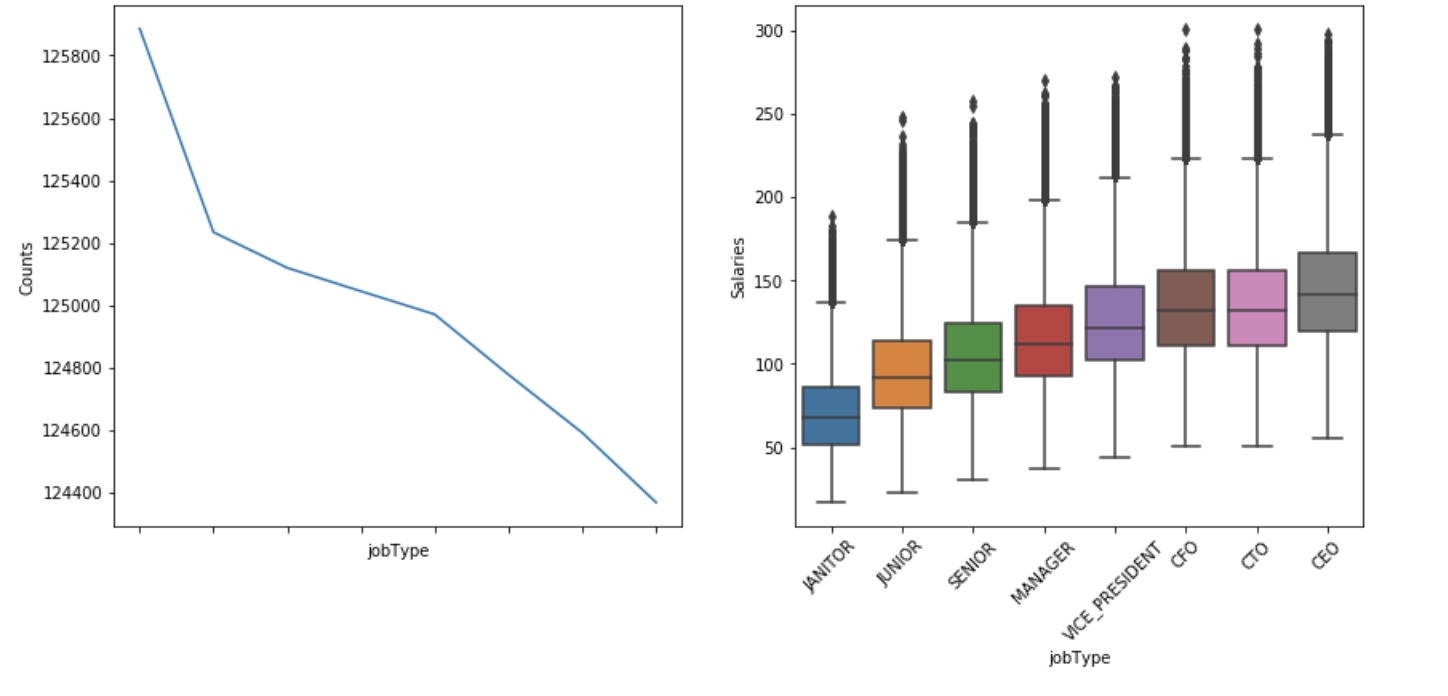 125800
125600
125400
125200
125000
124800
124600
124400
Counts
jobType
300
250
200
150
100
50
Salaries
JANITOR
JUNIOR
SENIOR
MANAGER
VICE_PRESIDENT
CFO
CTO
CEO
jobType